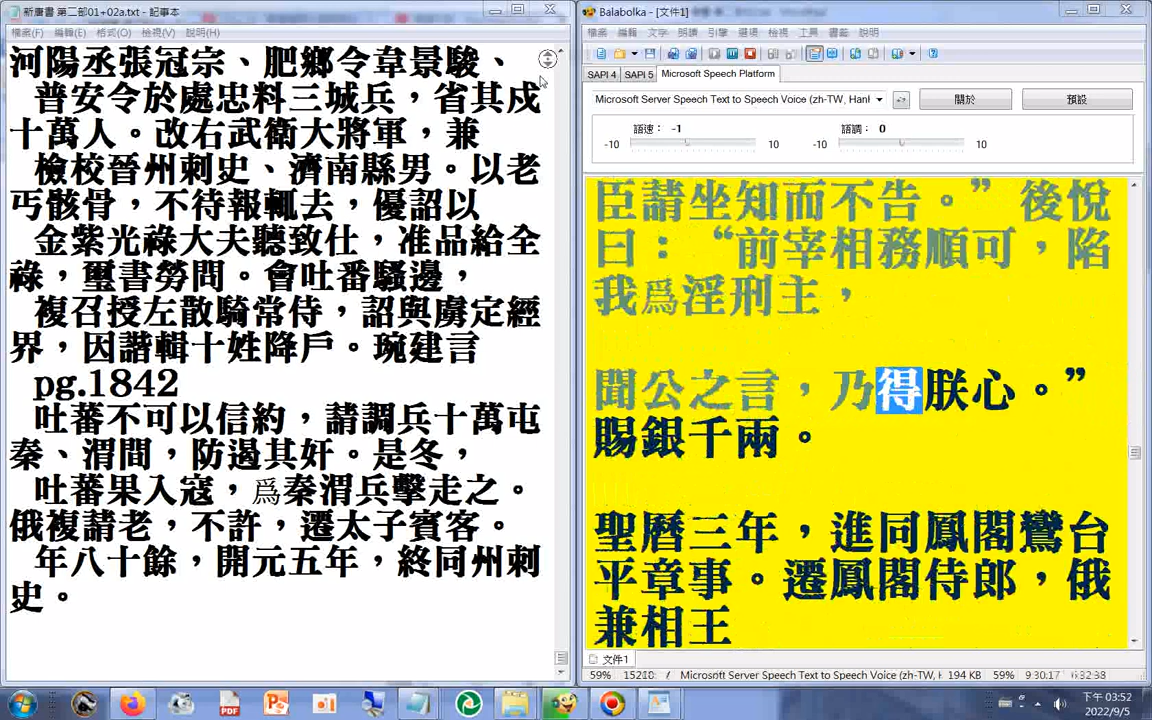 新唐書 第二部01+02a.txt - 記事本
檔案(F) 編輯(E) 格式(O) 檢視(V) 說明(H)
河陽丞張冠宗、肥鄉令韋景駿、
普安令於處忠料三城兵，省其戍
十萬人。改右武衛大將軍，兼
檢校晉州刺史、濟南縣男。以老
丐骸骨，不待報輒去，優詔以
金紫光祿大夫聽致仕，准品給全
祿，璽書勞問。會吐番騷邊，
複召授左散騎常侍，詔與虜定經
界，因諧輯十姓降戶。琬建言
pg.1842
吐蕃不可以信約，請調兵十萬屯
秦、渭間，防遏其奸。是冬，
吐蕃果入寇，爲秦渭兵擊走之。
俄複請老，不許，遷太子賓客。
年八十餘，開元五年，終同州刺
史。
Balabolka - [文件1]
檔案 編輯 文字 朗讀 引擎 選項 檢視 工具 書籤 說明
SAPI 4 SAPI 5 Microsoft Speech Platform
Microsoft Server Speech Text to Speech Voice (zh-TW, Hanl
關於 預設
語速： -1 語調： 0
-10 10 -10 10
臣請坐知而不告。” 後悅
曰：“前宰相務順可，陷
我爲淫刑主，
聞公之言，乃得朕心。”
賜銀千兩。
聖曆三年，進同鳳閣鸞台
平章事。遷鳳閣侍郎，俄
兼相王
文件1
59% 15218: Microsoft Server Speech Text to Speech Voice (zh-TW, H 194 KB 59% 9:30:17
下午 03:52
2022/9/5